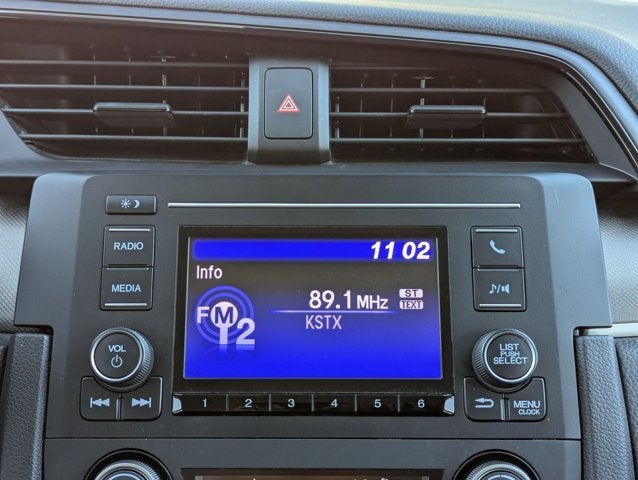 11 02
RADIO
Info
MEDIA
89.1 MHz ST
TEXT
FM 12
KSTX
VOL
LIST
PUSH
SELECT
1 2 3 4 5 6
MENU
CLOCK